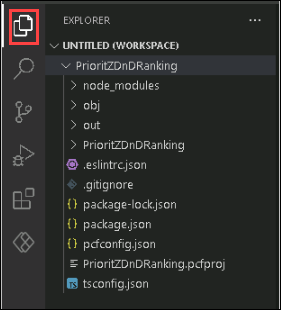 EXPLORER
UNTITLED (WORKSPACE)
PrioritZDnDRanking
node_modules
obj
out
PrioritZDnDRanking
.eslintrc.json
.gitignore
package-lock.json
package.json
pcfconfig.json
PrioritZDnDRanking.pcfproj
TS tsconfig.json